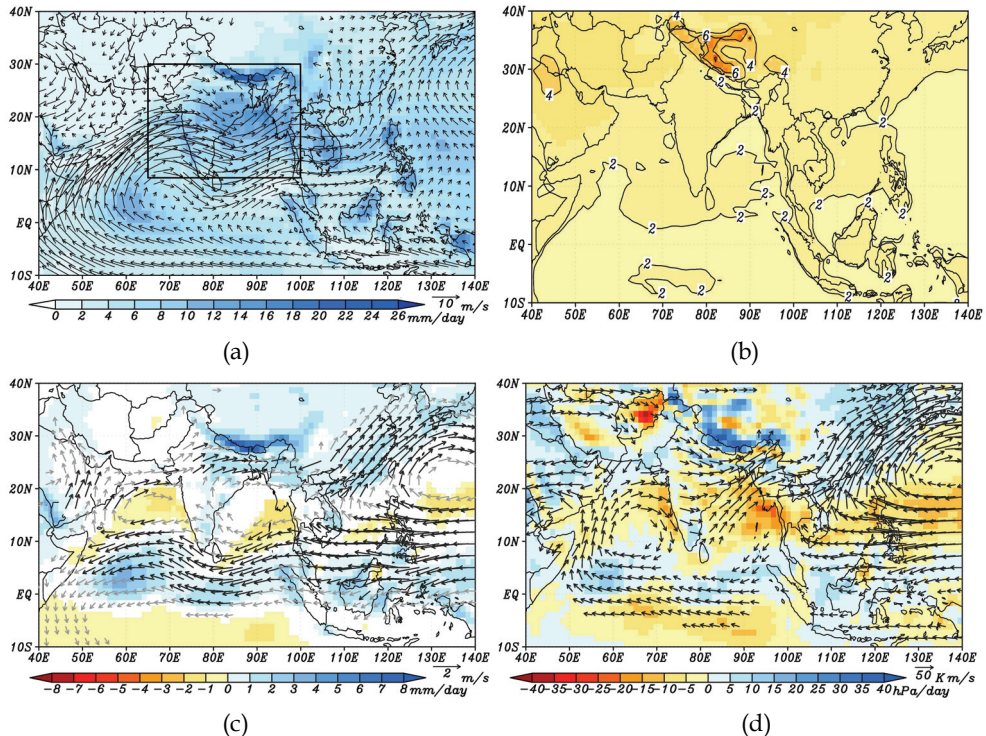 40N
30N
20N
10N
EQ
10S
40E 50E 60E 70E 80E 90E 100E 110E 120E 130E 140E
0 2 4 6 8 10 12 14 16 18 20 22 24 26 mm/day
10 m/s
(a)
40N
30N
20N
10N
EQ
10S
4
6
4
6
4
2
2
4
2
2
2
2
2
2
2
2
2
2
2
2
40E 50E 60E 70E 80E 90E 100E 110E 120E 130E 140E
(b)
40N
30N
20N
10N
EQ
10S
40E 50E 60E 70E 80E 90E 100E 110E 120E 130E 140E
-8 -7 -6 -5 -4 -3 -2 -1 0 1 2 3 4 5 6 7 8 mm/day
2 m/s
(c)
40N
30N
20N
10N
EQ
10S
40E 50E 60E 70E 80E 90E 100E 110E 120E 130E 140E
-40 -35 -30 -25 -20 -15 -10 -5 0 5 10 15 20 25 30 35 40 hPa/day
50 K m/s
(d)